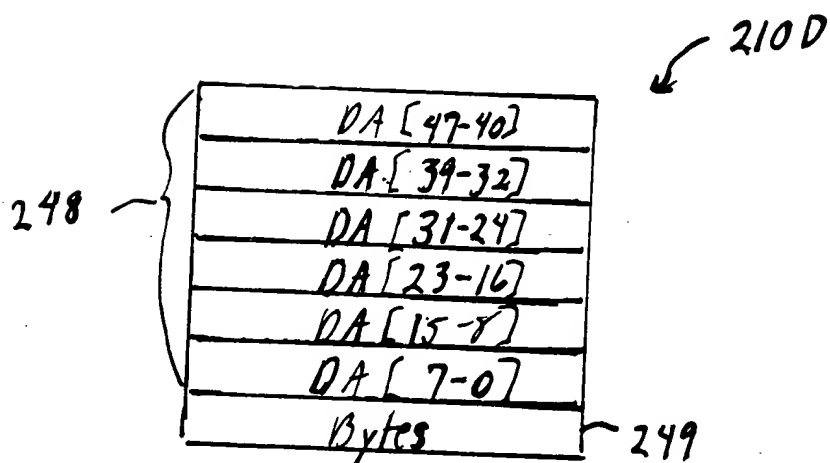 210D
DA [47-40]
DA [39-32]
248
DA [31-24]
DA [23-16]
DA [15-8]
DA [7-0]
Bytes
249